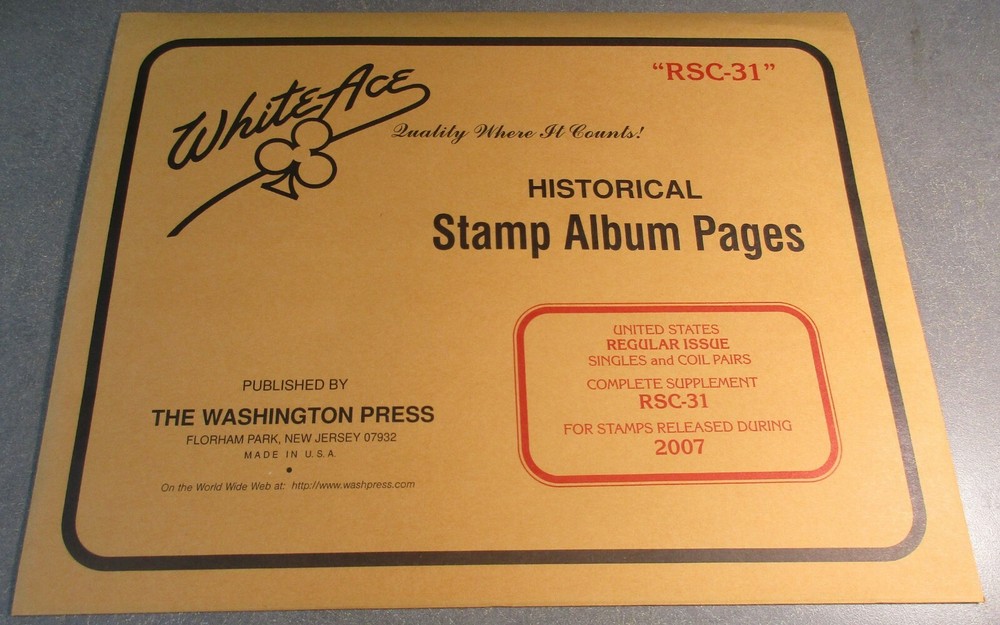 "RSC-31"
White Ace
Quality Where It Counts!
HISTORICAL
Stamp Album Pages
UNITED STATES
REGULAR ISSUE
SINGLES and COIL PAIRS
COMPLETE SUPPLEMENT
RSC-31
FOR STAMPS RELEASED DURING
2007
PUBLISHED BY
THE WASHINGTON PRESS
FLORHAM PARK, NEW JERSEY 07932
MADE IN U.S.A.
On the World Wide Web at: http://www.washpress.com